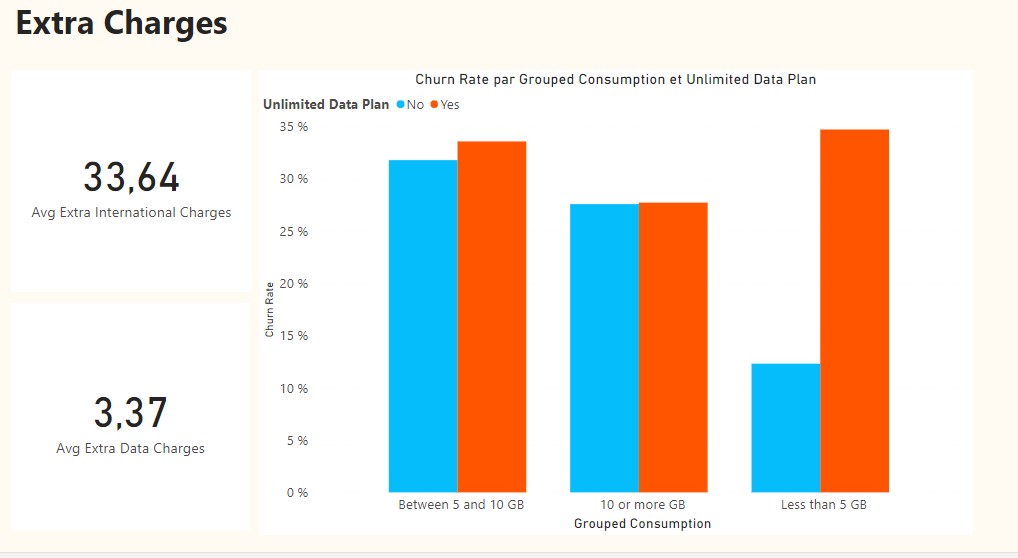 Extra Charges
33,64
Avg Extra International Charges
3,37
Avg Extra Data Charges
Churn Rate par Grouped Consumption et Unlimited Data Plan
Unlimited Data Plan No Yes
Churn Rate
35 %
30 %
25 %
20 %
15 %
10 %
5 %
0 %
Between 5 and 10 GB 10 or more GB Less than 5 GB
Grouped Consumption